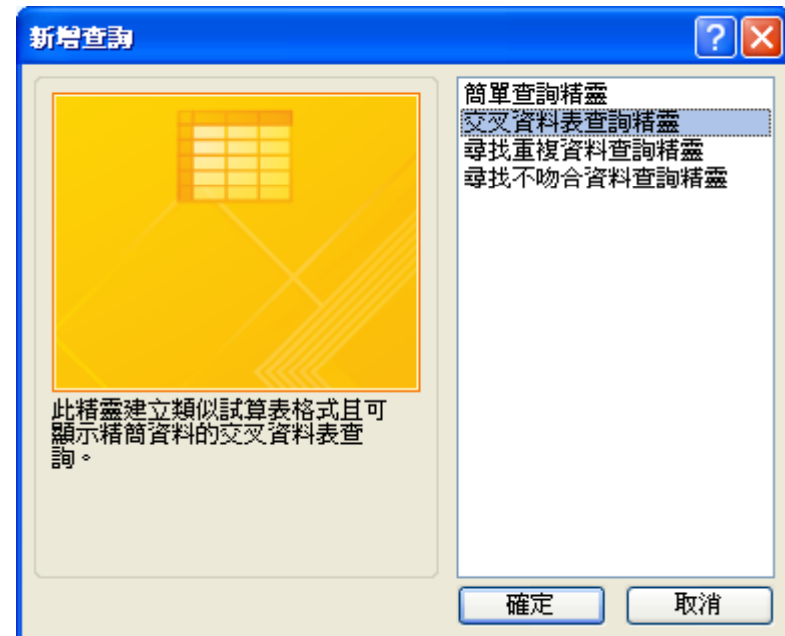 新增查詢
簡單查詢精靈
交叉資料表查詢精靈
尋找重複資料查詢精靈
尋找不吻合資料查詢精靈
此精靈建立類似試算表格式且可
顯示精簡資料的交叉資料表查
詢。
確定
取消